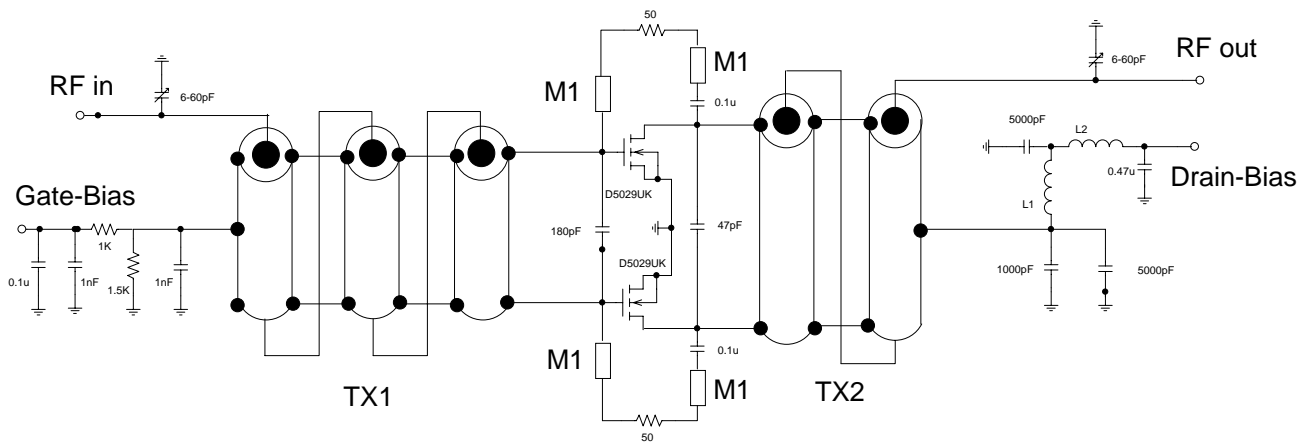 50
M1
RF out
RF in
6-60pF
6-60pF
M1
0.1u
5000pF
L2
Gate-Bias
0.47u
Drain-Bias
D5029UK
L1
1K
180pF
47pF
D5029UK
0.1u
1nF
1.5K
1nF
1000pF
5000pF
M1
0.1u
TX1
M1
TX2
50